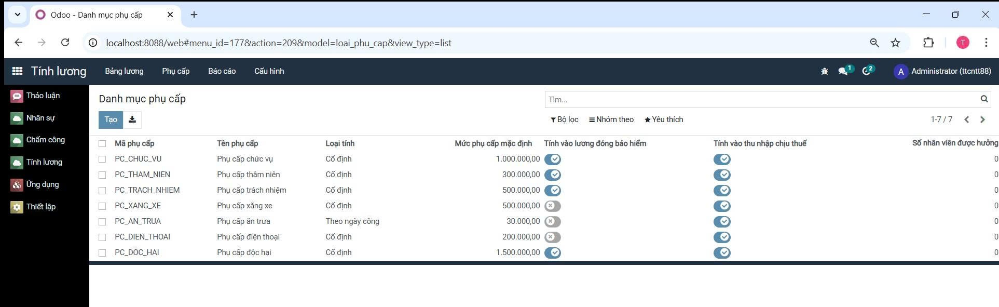 Odoo - Danh mục phụ cấp
localhost:8088/web#menu_id=177&action=209&model=loai_phu_cap&view_type=list
T
Tính lương Bảng lương Phụ cấp Báo cáo Cấu hình 1 2 A Administrator (ttcntt88)
Thảo luận
Nhân sự
Chấm công
Tính lương
Ứng dụng
Thiết lập
Danh mục phụ cấp
Tìm...
Tạo
Bộ lọc Nhóm theo Yêu thích 1-7 / 7
Mã phụ cấp Tên phụ cấp Loại tính Mức phụ cấp mặc định Tính vào lương đóng bảo hiểm Tính vào thu nhập chịu thuế Số nhân viên được hưởng
PC_CHUC_VU Phụ cấp chức vụ Cố định 1.000.000,00 0
PC_THAM_NIEN Phụ cấp thâm niên Cố định 300.000,00 0
PC_TRACH_NHIEM Phụ cấp trách nhiệm Cố định 500.000,00 0
PC_XANG_XE Phụ cấp xăng xe Cố định 500.000,00 0
PC_AN_TRUA Phụ cấp ăn trưa Theo ngày công 30.000,00 0
PC_DIEN_THOAI Phụ cấp điện thoại Cố định 200.000,00 0
PC_DOC_HAI Phụ cấp độc hại Cố định 1.500.000,00 0